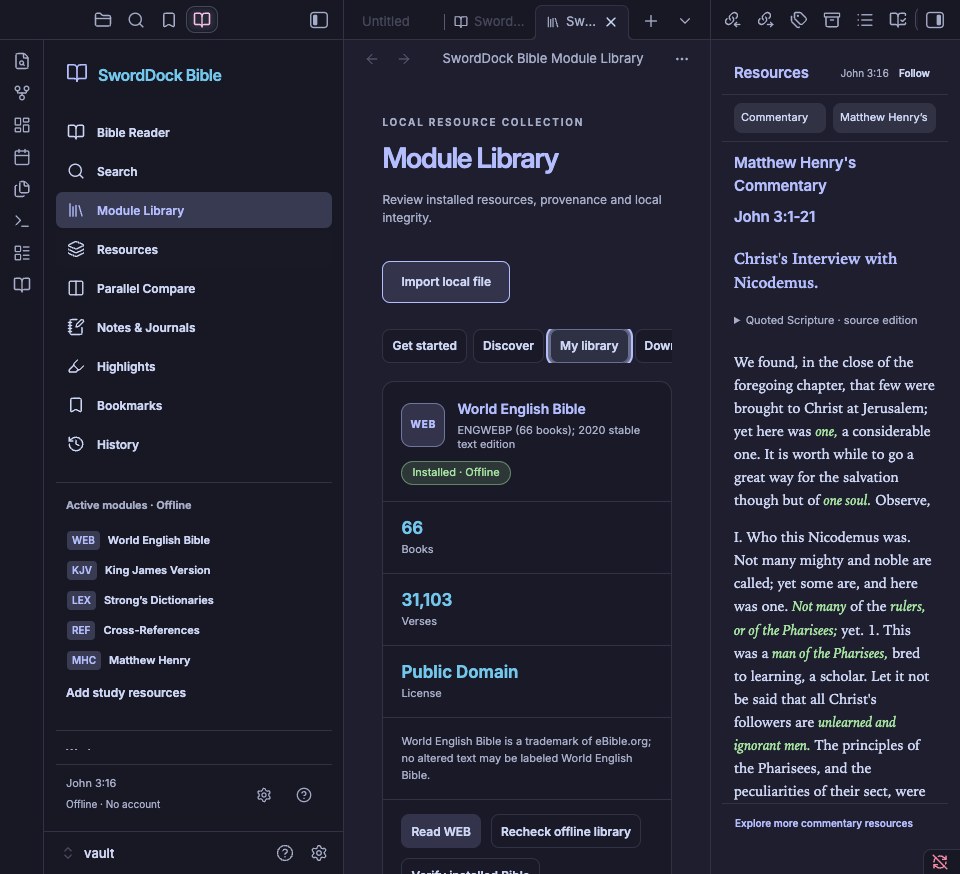 Untitled
Sword...
Sw...
SwordDock Bible
Bible Reader
Search
Module Library
Resources
Parallel Compare
Notes & Journals
Highlights
Bookmarks
History
Active modules · Offline
WEB World English Bible
KJV King James Version
LEX Strong’s Dictionaries
REF Cross-References
MHC Matthew Henry
Add study resources
John 3:16
Offline · No account
vault
SwordDock Bible Module Library
LOCAL RESOURCE COLLECTION
Module Library
Review installed resources, provenance and local
integrity.
Import local file
Get started Discover My library Dow
WEB
World English Bible
ENGWEBP (66 books); 2020 stable
text edition
Installed · Offline
66
Books
31,103
Verses
Public Domain
License
World English Bible is a trademark of eBible.org;
no altered text may be labeled World English
Bible.
Read WEB Recheck offline library
Verify installed Bible
Resources John 3:16 Follow
Commentary Matthew Henry’s
Matthew Henry's
Commentary
John 3:1-21
Christ's Interview with
Nicodemus.
Quoted Scripture · source edition
We found, in the close of the
foregoing chapter, that few were
brought to Christ at Jerusalem;
yet here was one, a considerable
one. It is worth while to go a
great way for the salvation
though but of one soul. Observe,
I. Who this Nicodemus was.
Not many mighty and noble are
called; yet some are, and here
was one. Not many of the rulers,
or of the Pharisees; yet. 1. This
was a man of the Pharisees, bred
to learning, a scholar. Let it not
be said that all Christ's
followers are unlearned and
ignorant men. The principles of
the Pharisees, and the
peculiarities of their sect, were
Explore more commentary resources